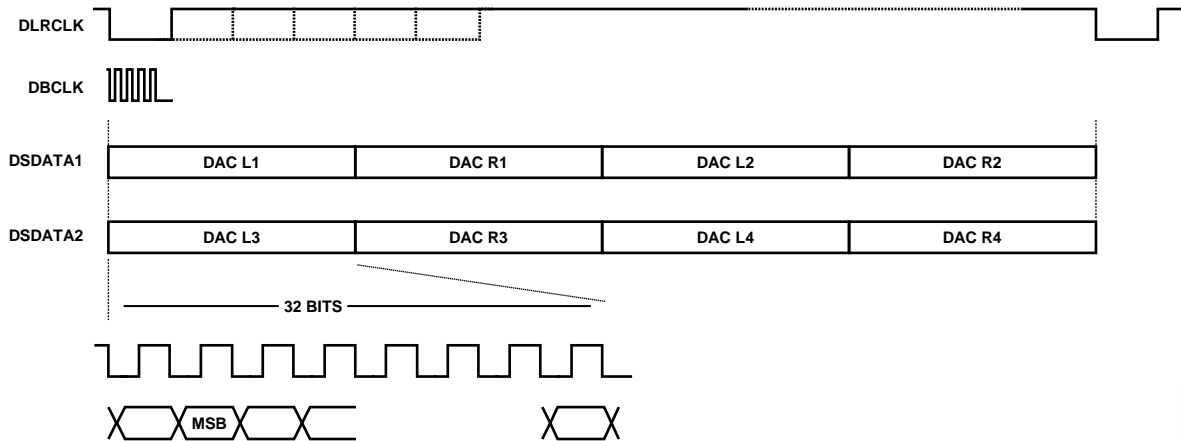 DLRCLK
DBCLK
DSDATA1 DAC L1 DAC R1 DAC L2 DAC R2
DSDATA2 DAC L3 DAC R3 DAC L4 DAC R4
32 BITS
MSB